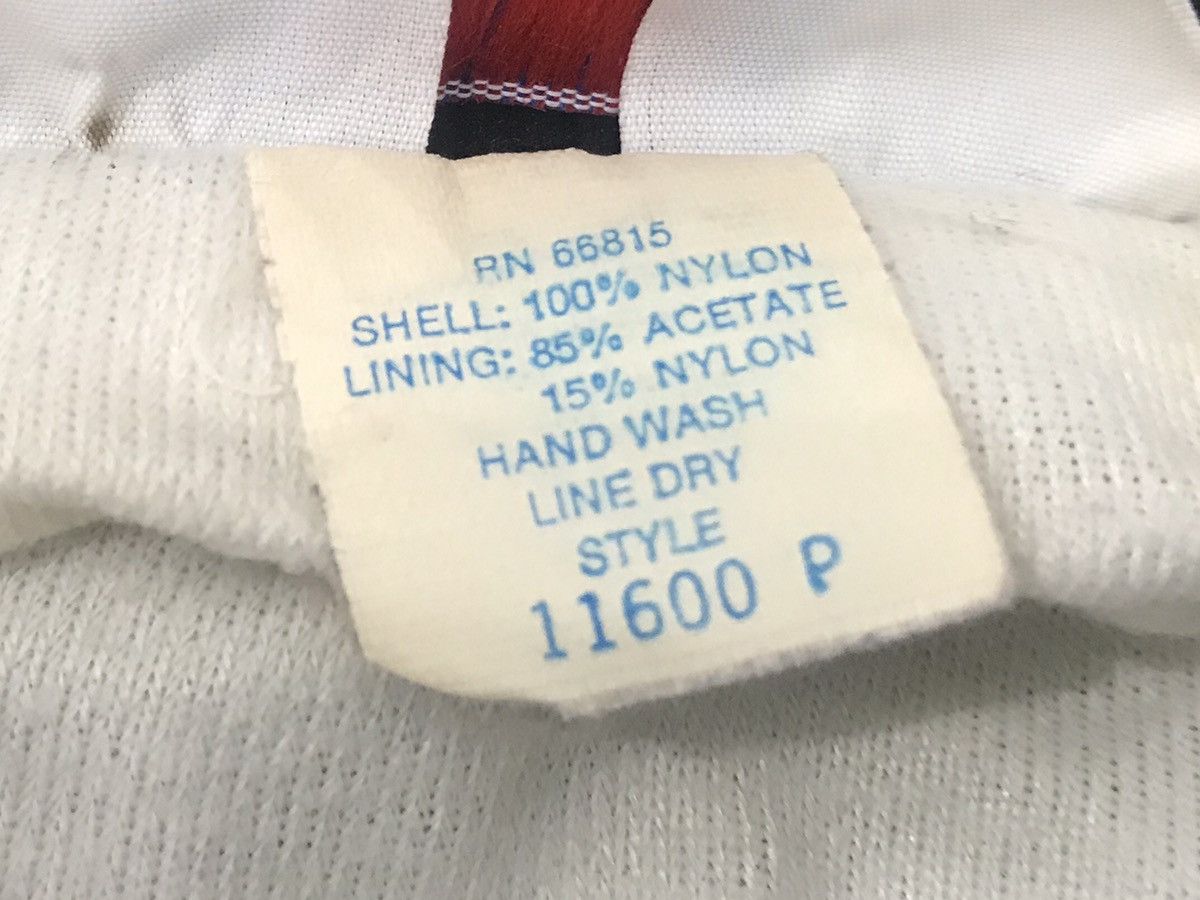 RN 66815
SHELL: 100% NYLON
LINING: 85% ACETATE
15% NYLON
HAND WASH
LINE DRY
STYLE
11600 P